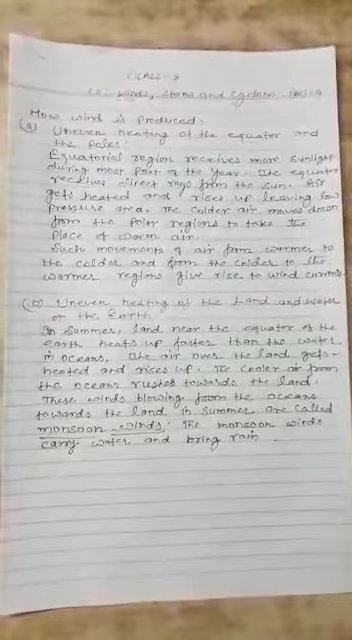 CLASS-7
Ch. Winds, Storms and Cyclones
How wind is produced.
(a) Uneven heating of the equator and
the Poles:
Equatorial region receives more sunlight
during most part of the year. The equator
receives direct rays from the sun. Air
gets heated and rises up leaving low
pressure area. The colder air moves down
from the Polar regions to take the
place of warm air.
Such movements of air from warmer to
the colder and from the colder to the
warmer regions give rise to wind
(b) Uneven heating of the Land and water
on the Earth:
In Summer, land near the equator of the
earth heats up faster than the water
in oceans. The air over the land gets
heated and rises up. The cooler air from
the oceans rushes towards the land.
These winds blowing from the oceans
towards the land in Summer are called
monsoon winds. The monsoon winds
carry water and bring rain.